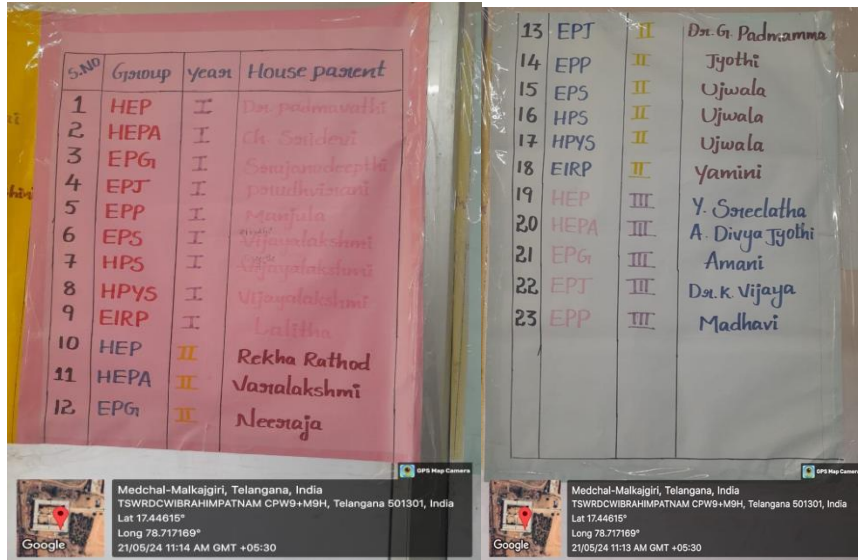 S.NO Group year House parent
1 HEP I Dr padmavathi
2 HEPA I Ch. Sridevi
3 EPG I
4 EPJ I
5 EPP I Manjula
6 EPS I Vijayalakshmi
7 HPS I Vijayalakshmi
8 HPYS I Vijayalakshmi
9 EIRP I Lalitha
10 HEP II Rekha Rathod
11 HEPA II Varalakshmi
12 EPG II Neeraja
GPS Map Camera
Google
Medchal-Malkajgiri, Telangana, India
TSWRDCWIBRAHIMPATNAM CPW9+M9H, Telangana 501301, India
Lat 17.44615°
Long 78.717169°
21/05/24 11:14 AM GMT +05:30
13 EPJ II Dr. G. Padmamma
14 EPP II Jyothi
15 EPS II Ujwala
16 HPS II Ujwala
17 HPYS II Ujwala
18 EIRP II Yamini
19 HEP III Y. Sreelatha
20 HEPA III A. Divya Jyothi
21 EPG III Amani
22 EPJ III Dr. K Vijaya
23 EPP III Madhavi
GPS Map Camera
Google
Medchal-Malkajgiri, Telangana, India
TSWRDCWIBRAHIMPATNAM CPW9+M9H, Telangana 501301, India
Lat 17.44615°
Long 78.717169°
21/05/24 11:13 AM GMT +05:30